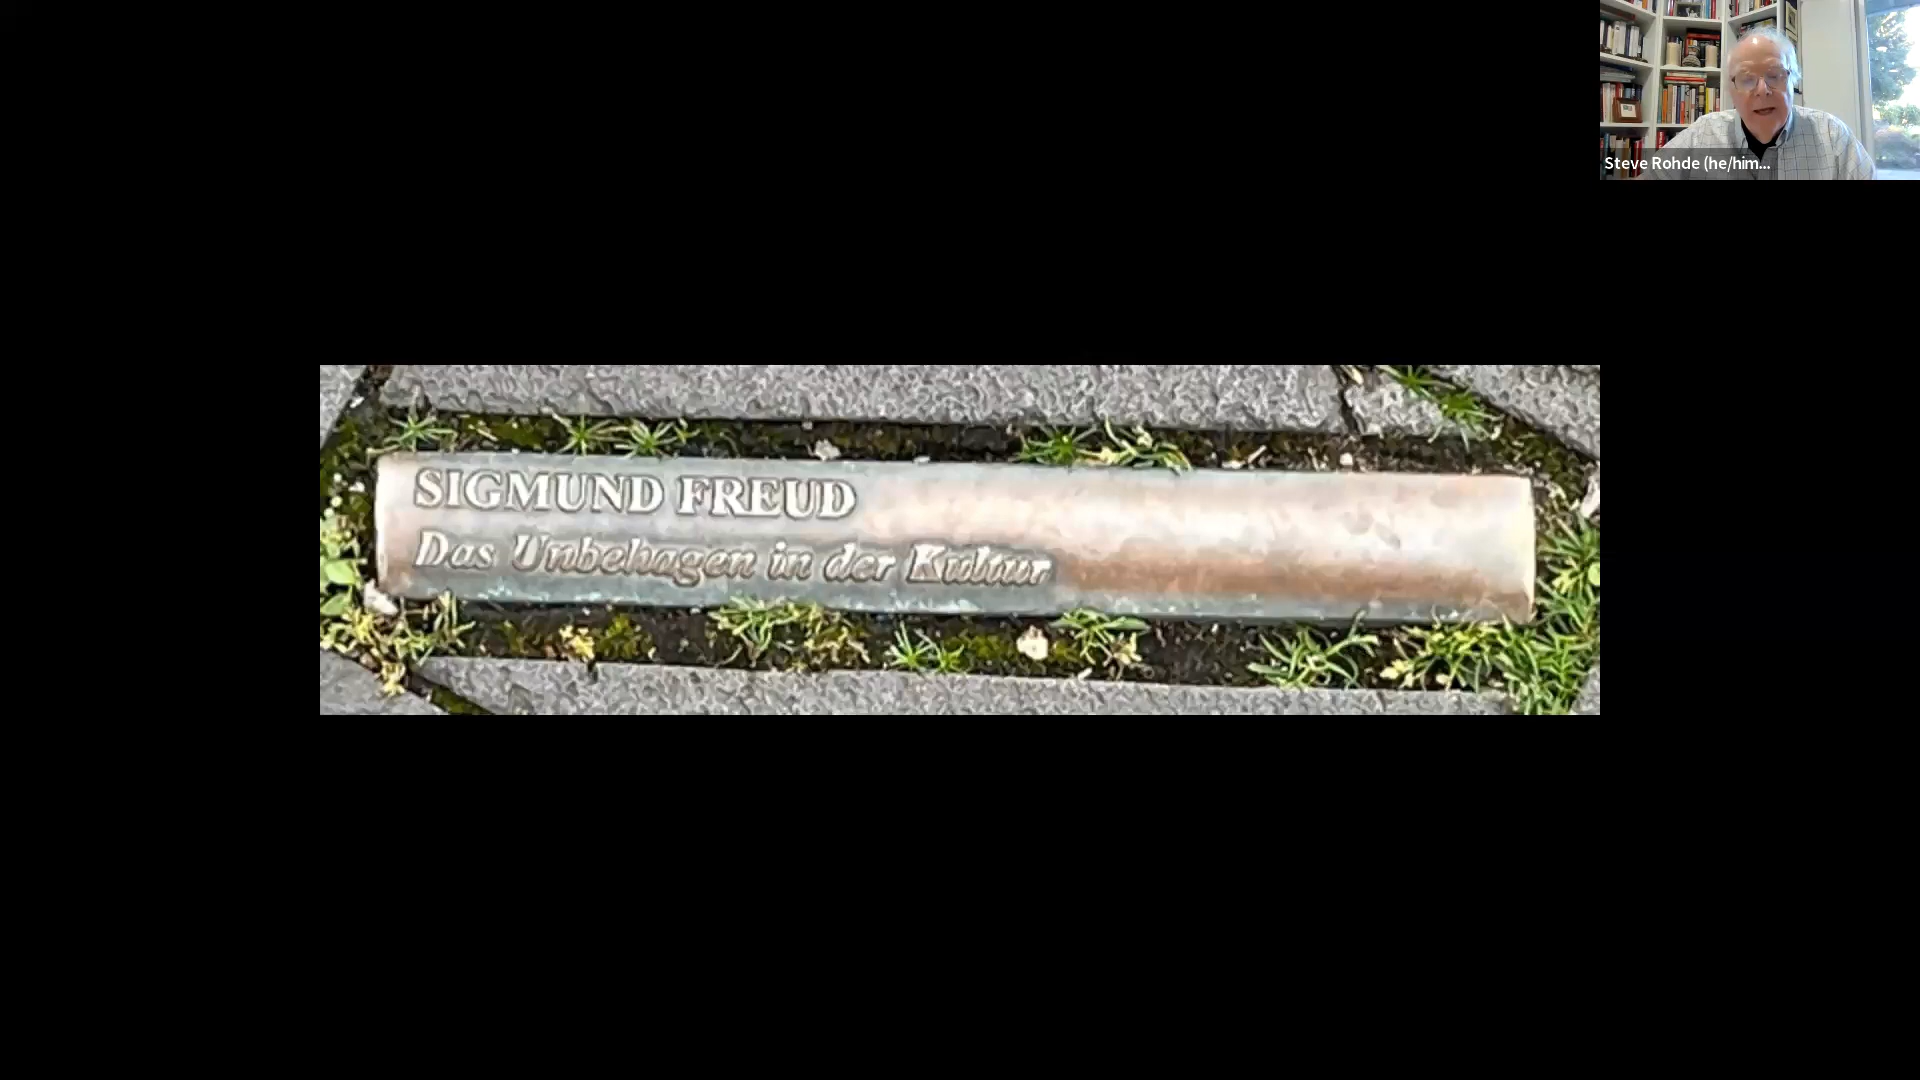 Steve Rohde (he/him...
SIGMUND FREUD
Das Unbehagen in der Kultur